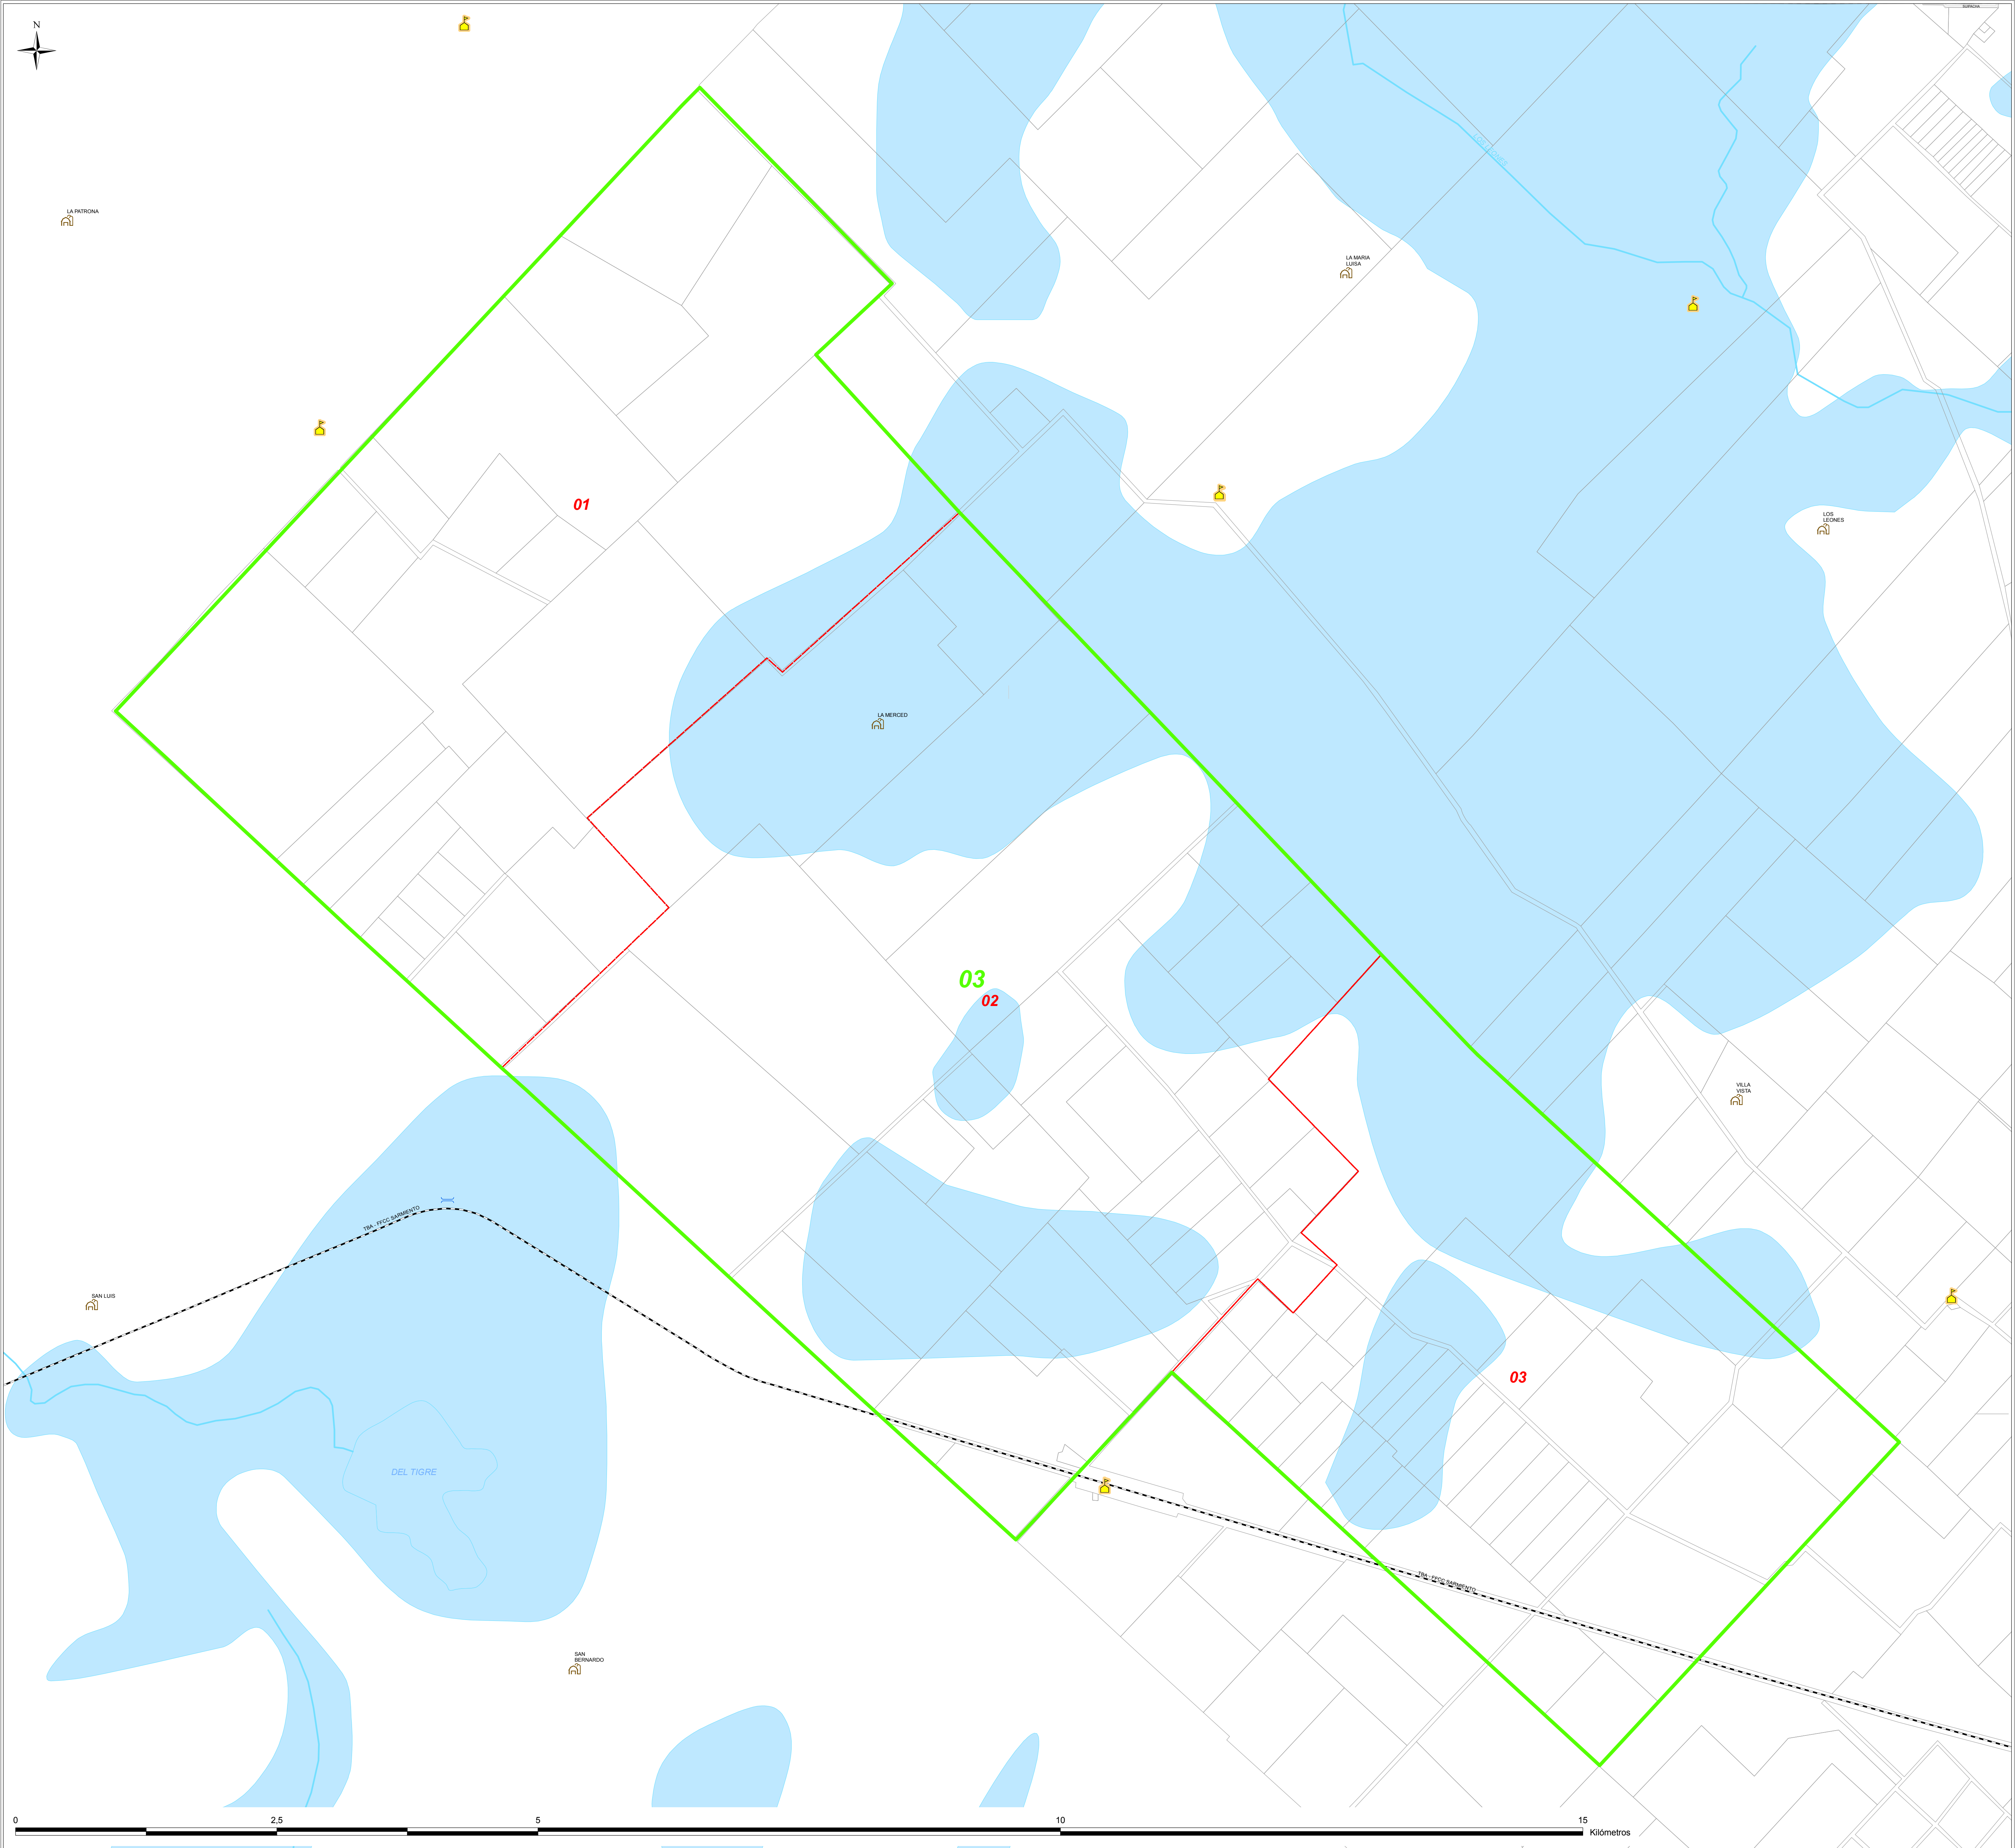 N
SUIPACHA
LA PATRONA
LA MARIA
LUISA
01
LOS
LEONES
LA MERCED
03
02
VILLA
VISTA
TBA - FFCC SARMIENTO
SAN LUIS
03
DEL TIGRE
TBA - FFCC SARMIENTO
SAN
BERNARDO
0 2,5 5 10 15
Kilómetros